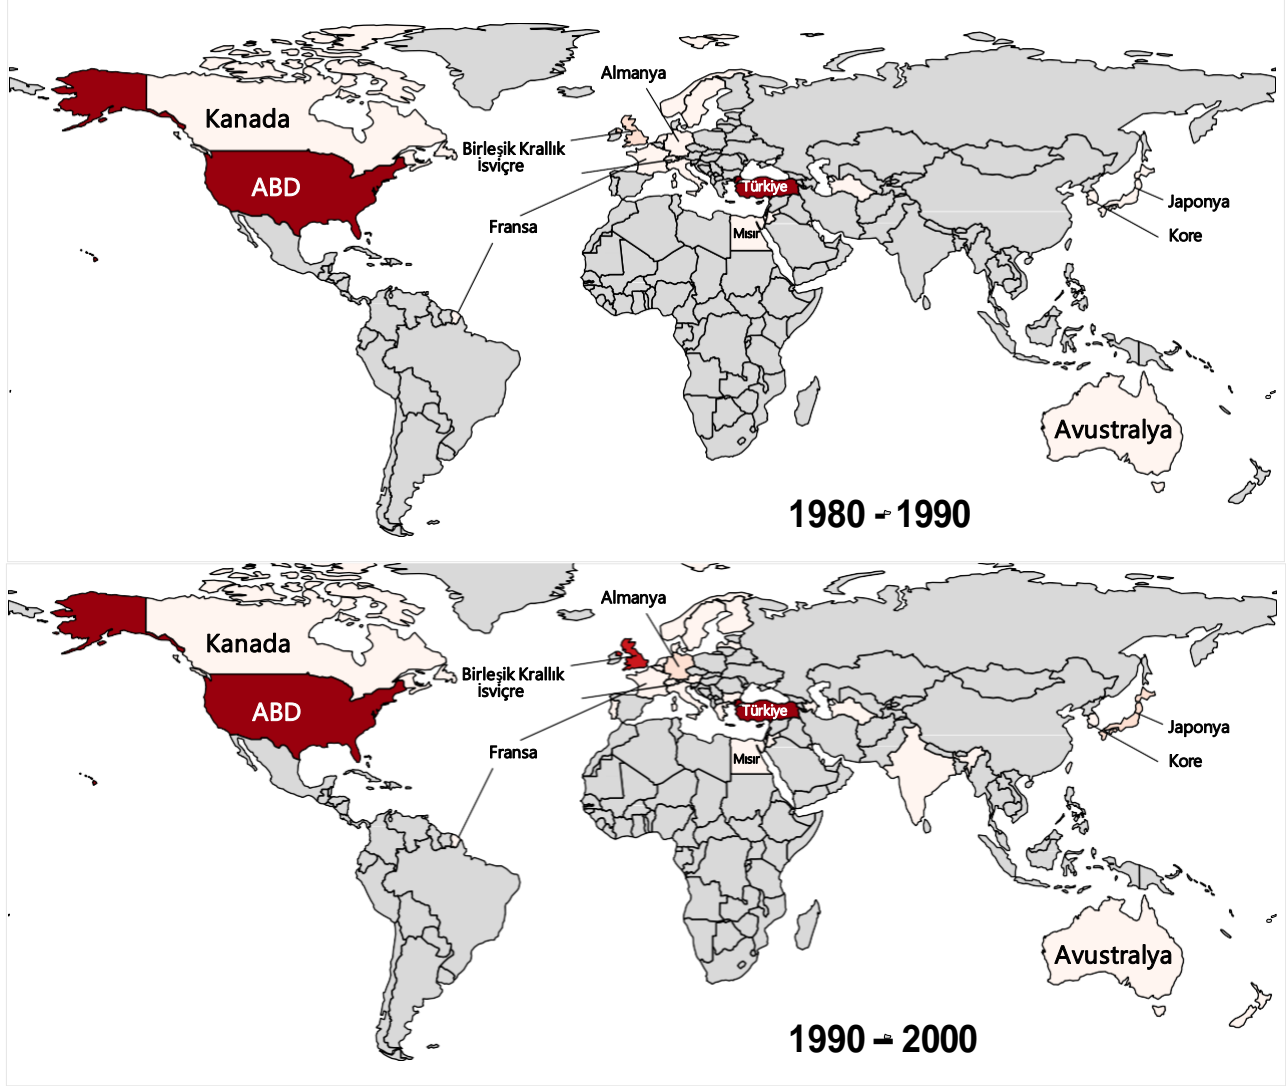 Almanya
Kanada
Birleşik Krallık
İsviçre
ABD
Türkiye
Japonya
Fransa
Mısır
Kore
Avustralya
1980 - 1990
Almanya
Kanada
Birleşik Krallık
İsviçre
ABD
Türkiye
Japonya
Fransa
Mısır
Kore
Avustralya
1990 – 2000